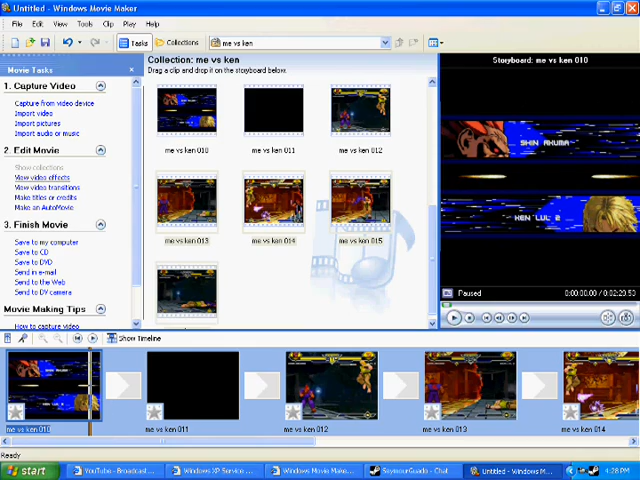 Untitled - Windows Movie Maker
File Edit View Tools Clip Play Help
Tasks Collections me vs ken
Movie Tasks
1. Capture Video
Capture from video device
Import video
Import pictures
Import audio or music
2. Edit Movie
Show collections
View video effects
View video transitions
Make titles or credits
Make an AutoMovie
3. Finish Movie
Save to my computer
Save to CD
Save to DVD
Send in e-mail
Send to the Web
Send to DV camera
Movie Making Tips
How to capture video
Collection: me vs ken
Drag a clip and drop it on the storyboard below.
me vs ken 010
me vs ken 011
me vs ken 012
me vs ken 013
me vs ken 014
me vs ken 015
Storyboard: me vs ken 010
SHIN AKUMA
KEN LUL 2
Paused
0:00:00.00 / 0:02:29.53
Show Timeline
me vs ken 010
me vs ken 011
me vs ken 012
me vs ken 013
me vs ken 014
Ready
start
YouTube - Broadcast ...
Windows XP Service ...
Windows Movie Make...
SeymourGuado - Chat
Untitled - Windows M...
4:28 PM